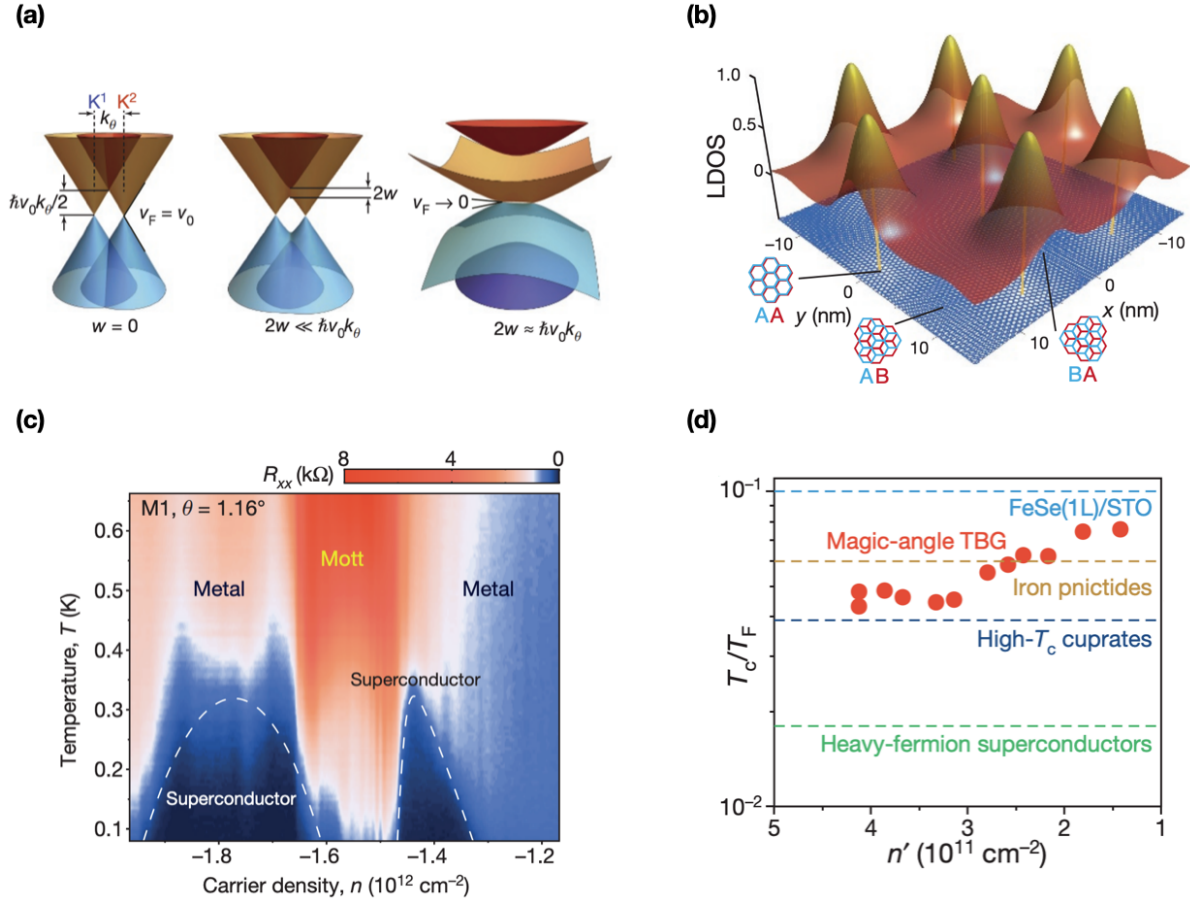 (a)
K¹ K²
k_θ
ħv₀k_θ/2
v_F = v₀
2w
v_F → 0
w = 0
2w ≪ ħv₀k_θ
2w ≈ ħv₀k_θ
(b)
LDOS
1.0
0.5
0
−10
0
10
y (nm)
−10
0
10
x (nm)
AA
AB
BA
(c)
R_xx (kΩ)
8 4 0
M1, θ = 1.16°
Mott
Metal
Metal
Superconductor
Superconductor
Temperature, T (K)
0.6
0.5
0.4
0.3
0.2
0.1
−1.8 −1.6 −1.4 −1.2
Carrier density, n (10¹² cm⁻²)
(d)
T_c/T_F
10⁻¹
10⁻²
FeSe(1L)/STO
Magic-angle TBG
Iron pnictides
High-T_c cuprates
Heavy-fermion superconductors
5 4 3 2 1
n′ (10¹¹ cm⁻²)